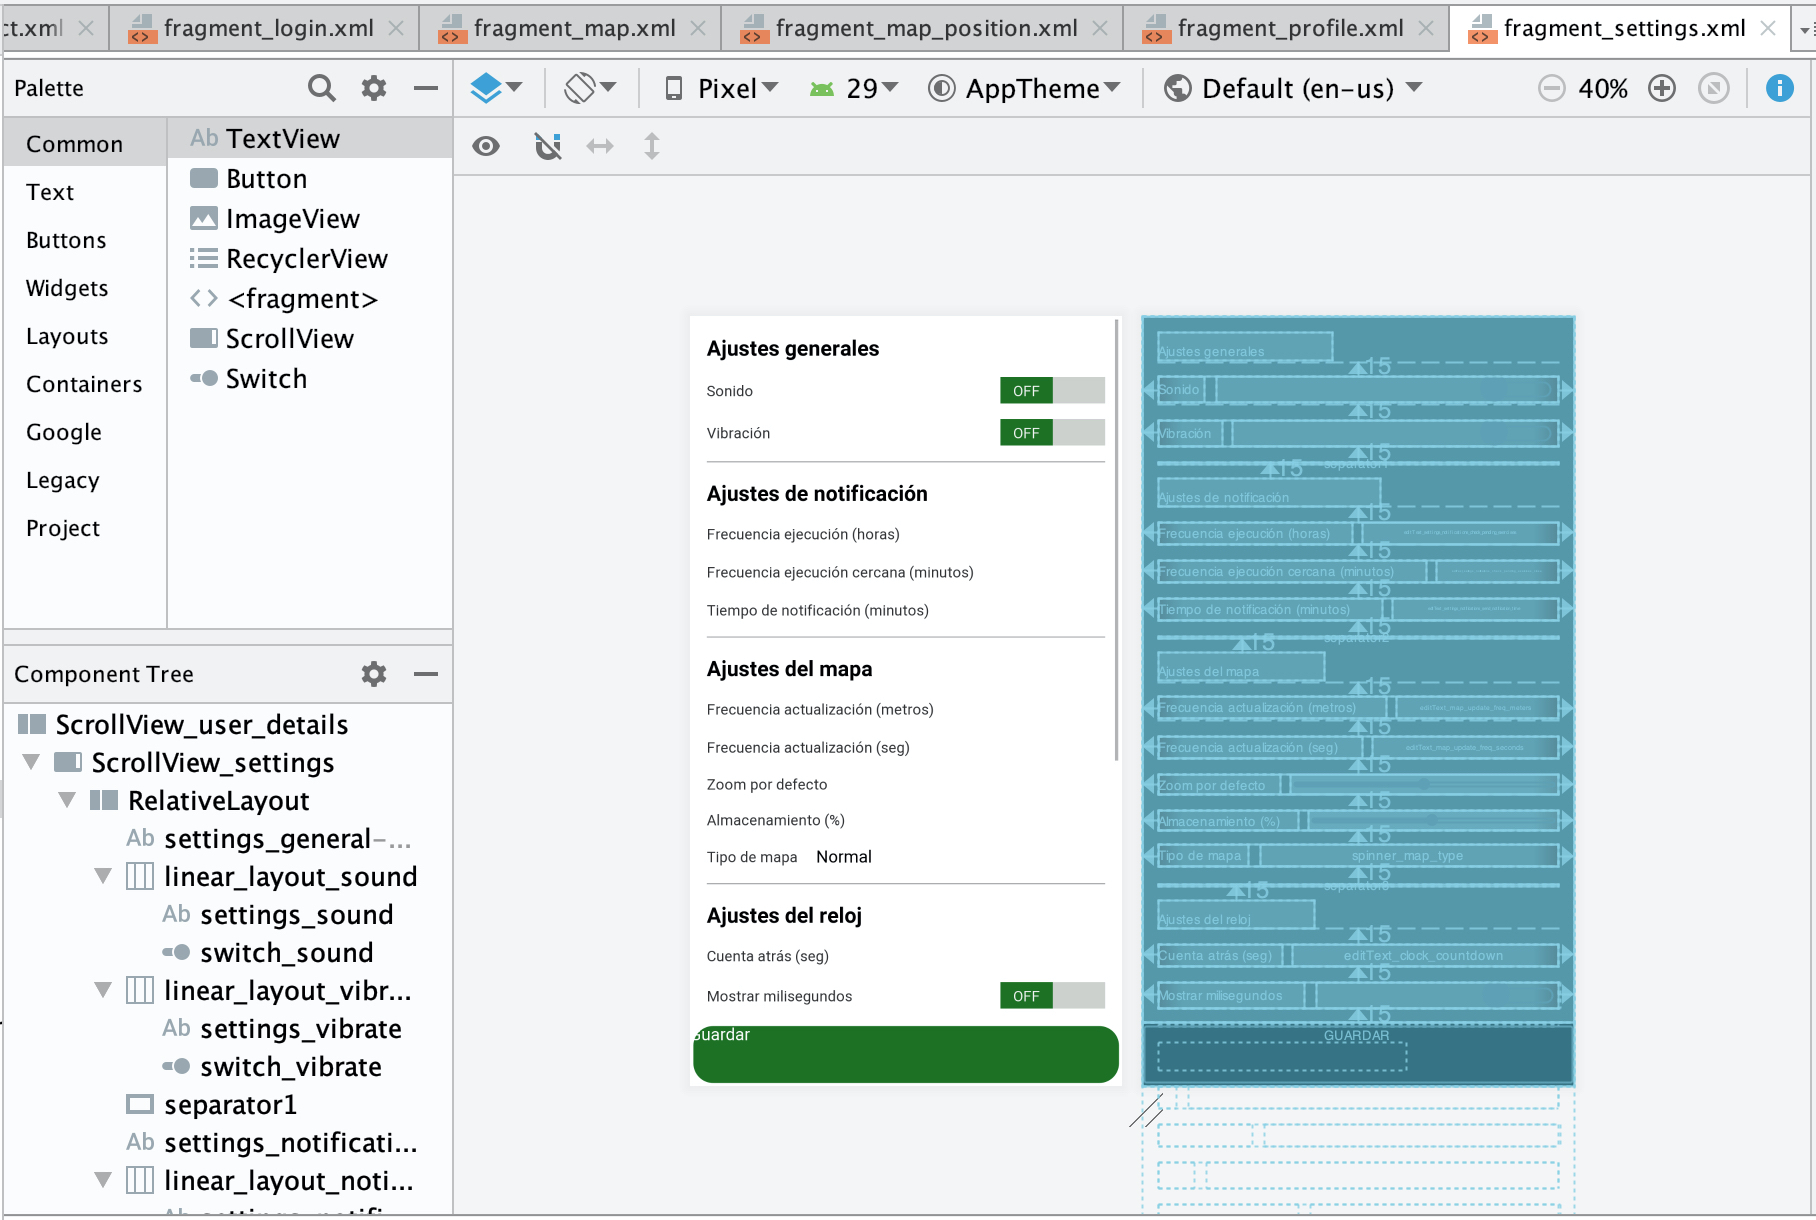 ct.xml
fragment_login.xml
fragment_map.xml
fragment_map_position.xml
fragment_profile.xml
fragment_settings.xml
Palette
Pixel
29
AppTheme
Default (en-us)
40%
Common
Text
Buttons
Widgets
Layouts
Containers
Google
Legacy
Project
Ab TextView
Button
ImageView
RecyclerView
<fragment>
ScrollView
Switch
Component Tree
ScrollView_user_details
ScrollView_settings
RelativeLayout
Ab settings_general–...
linear_layout_sound
Ab settings_sound
switch_sound
linear_layout_vibr...
Ab settings_vibrate
switch_vibrate
separator1
Ab settings_notificati...
linear_layout_noti...
Ajustes generales
Sonido OFF
Vibración OFF
Ajustes de notificación
Frecuencia ejecución (horas)
Frecuencia ejecución cercana (minutos)
Tiempo de notificación (minutos)
Ajustes del mapa
Frecuencia actualización (metros)
Frecuencia actualización (seg)
Zoom por defecto
Almacenamiento (%)
Tipo de mapa Normal
Ajustes del reloj
Cuenta atrás (seg)
Mostrar milisegundos OFF
Guardar
Ajustes generales
15
Sonido
15
Vibración
15
15
Ajustes de notificación
15
Frecuencia ejecución (horas)
15
Frecuencia ejecución cercana (minutos)
15
Tiempo de notificación (minutos)
15
15
Ajustes del mapa
15
Frecuencia actualización (metros) editText_map_update_freq_meters
15
Frecuencia actualización (seg) editText_map_update_freq_seconds
15
Zoom por defecto
15
Almacenamiento (%)
15
Tipo de mapa spinner_map_type
15
15
Ajustes del reloj
15
Cuenta atrás (seg) editText_clock_countdown
15
Mostrar milisegundos
15
GUARDAR